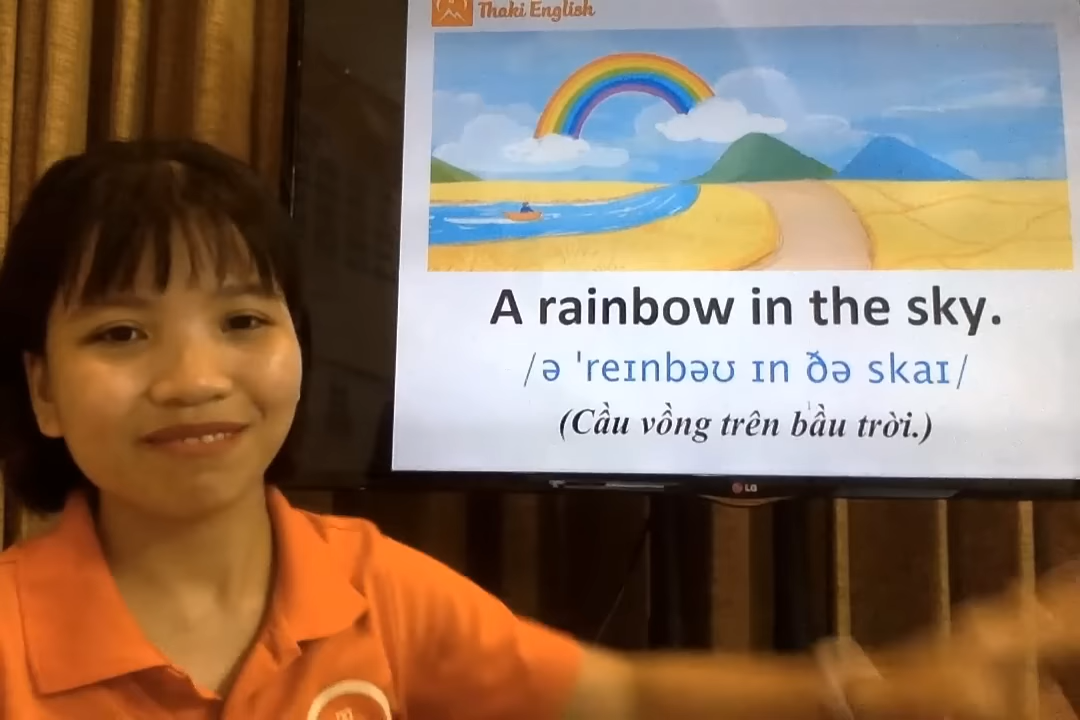 Thaki English
A rainbow in the sky.
/ə ˈreɪnbəʊ ɪn ðə skaɪ/
(Cầu vồng trên bầu trời.)
LG